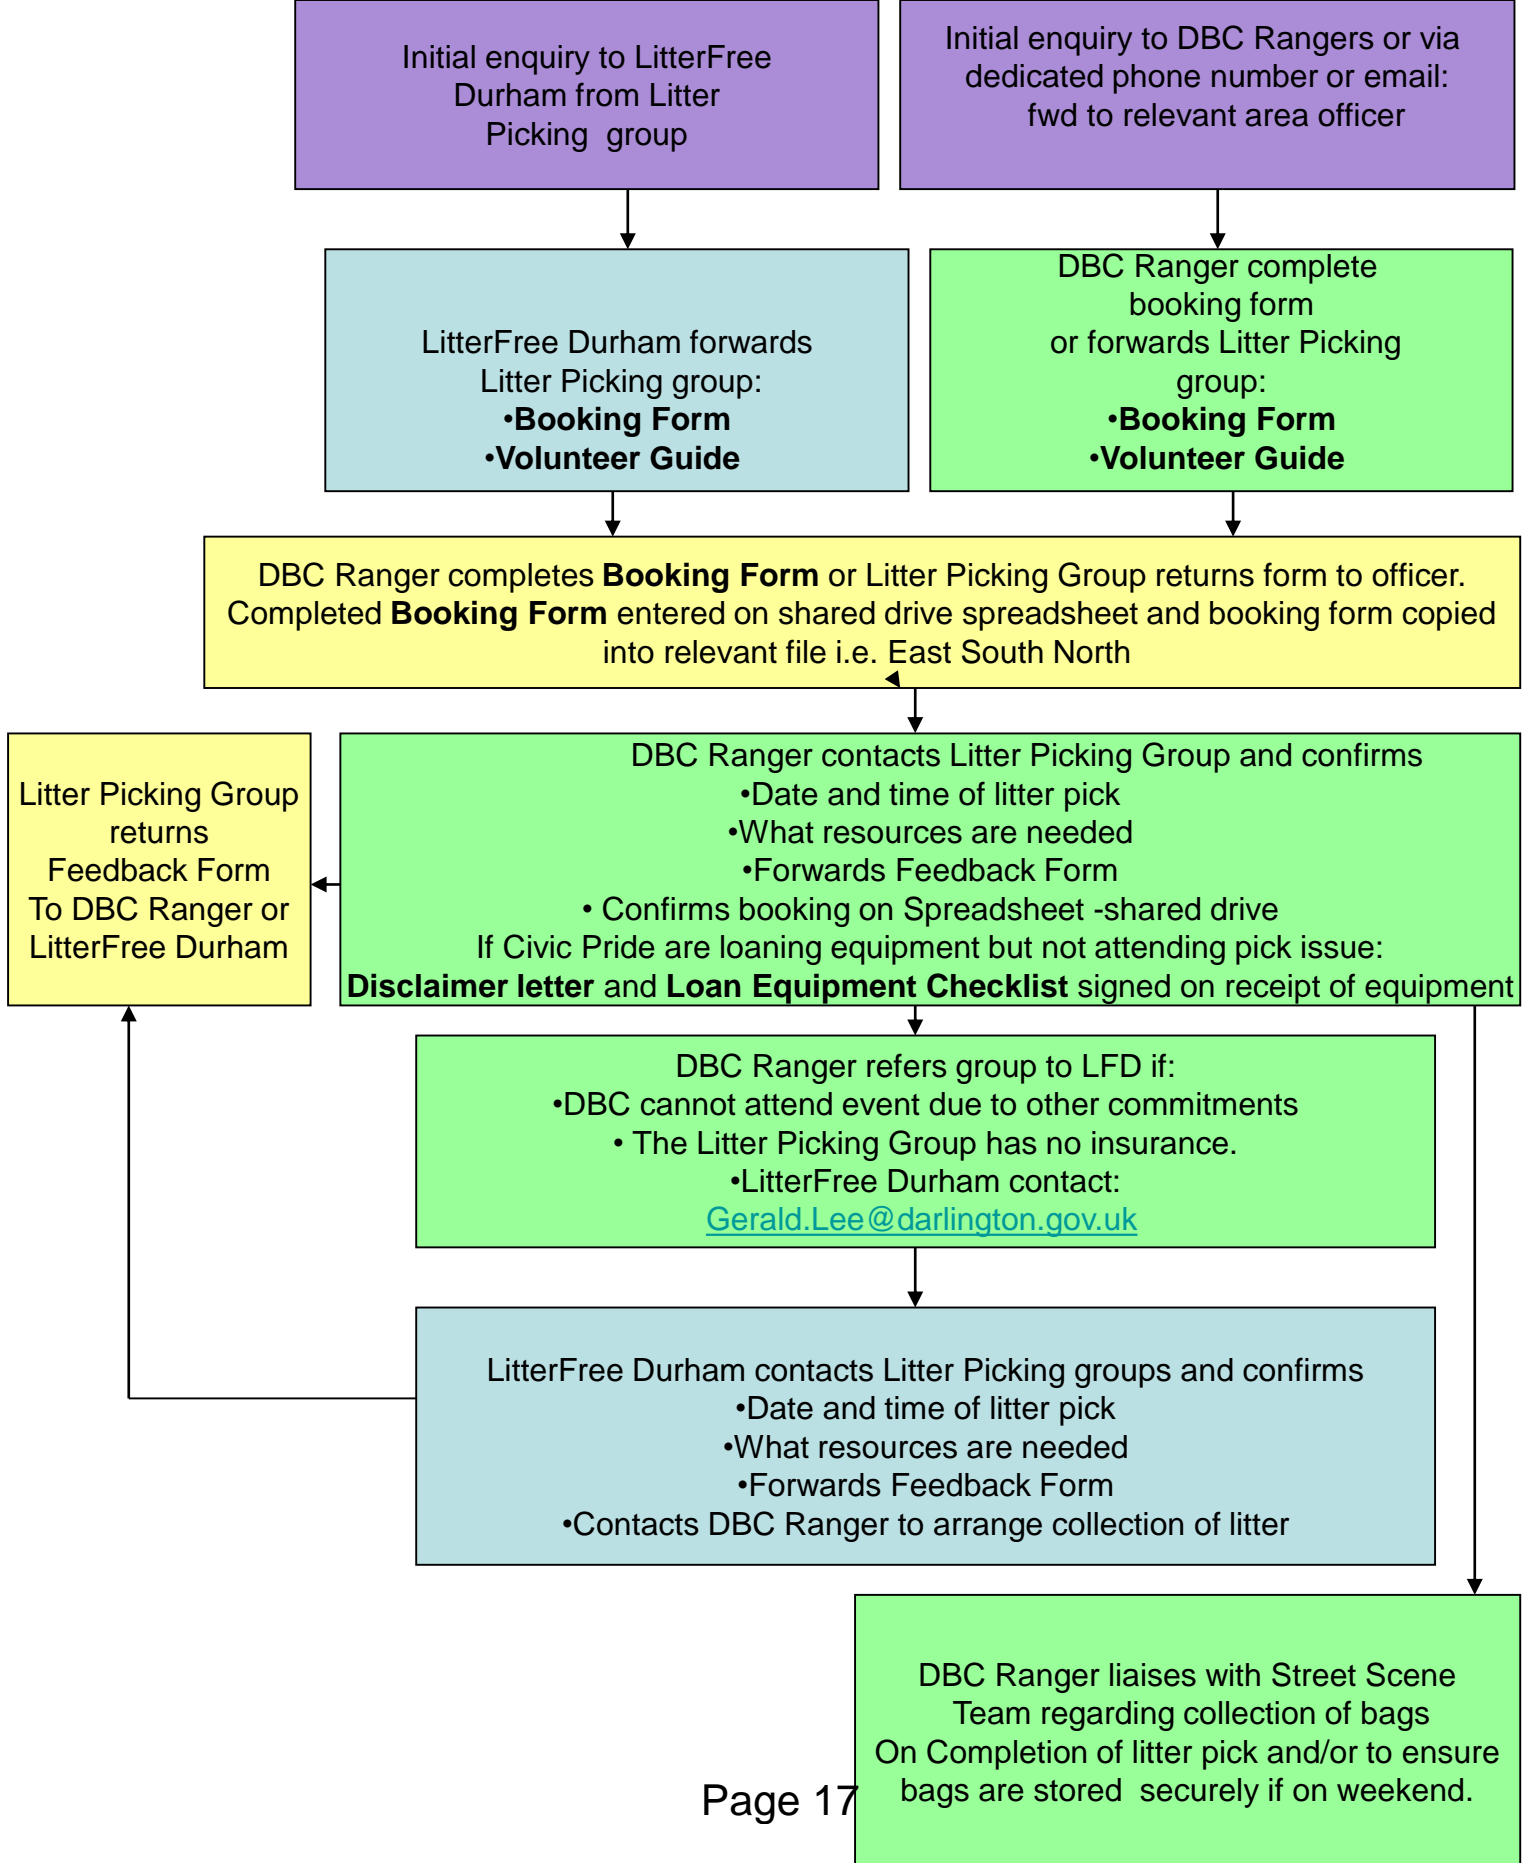 Initial enquiry to LitterFree
Durham from Litter
Picking group
Initial enquiry to DBC Rangers or via
dedicated phone number or email:
fwd to relevant area officer
LitterFree Durham forwards
Litter Picking group:
•Booking Form
•Volunteer Guide
DBC Ranger complete
booking form
or forwards Litter Picking
group:
•Booking Form
•Volunteer Guide
DBC Ranger completes Booking Form or Litter Picking Group returns form to officer.
Completed Booking Form entered on shared drive spreadsheet and booking form copied
into relevant file i.e. East South North
Litter Picking Group
returns
Feedback Form
To DBC Ranger or
LitterFree Durham
DBC Ranger contacts Litter Picking Group and confirms
•Date and time of litter pick
•What resources are needed
•Forwards Feedback Form
• Confirms booking on Spreadsheet -shared drive
If Civic Pride are loaning equipment but not attending pick issue:
Disclaimer letter and Loan Equipment Checklist signed on receipt of equipment
DBC Ranger refers group to LFD if:
•DBC cannot attend event due to other commitments
• The Litter Picking Group has no insurance.
•LitterFree Durham contact:
Gerald.Lee@darlington.gov.uk
LitterFree Durham contacts Litter Picking groups and confirms
•Date and time of litter pick
•What resources are needed
•Forwards Feedback Form
•Contacts DBC Ranger to arrange collection of litter
DBC Ranger liaises with Street Scene
Team regarding collection of bags
On Completion of litter pick and/or to ensure
bags are stored securely if on weekend.
Page 17